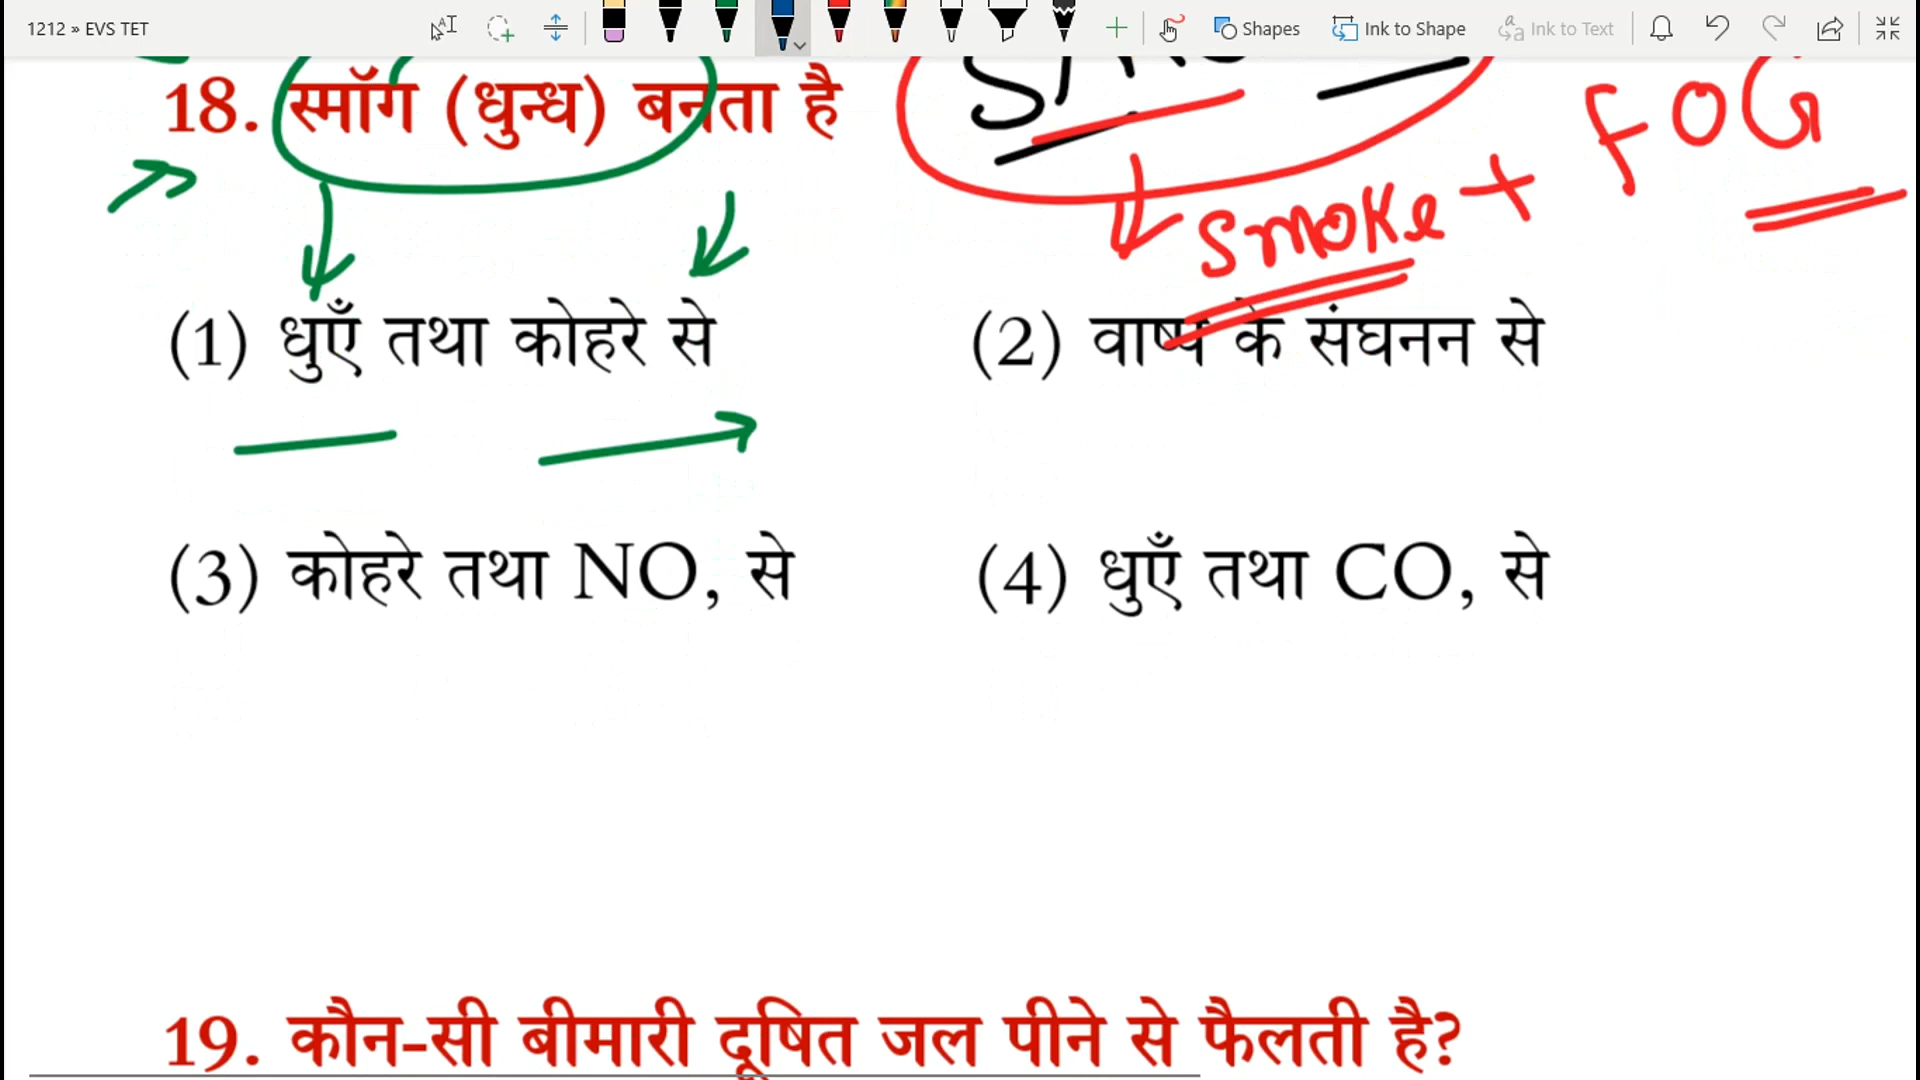 1212 » EVS TET
Shapes
Ink to Shape
Ink to Text
18. स्मॉग (धुन्ध) बनता है
FOG
smoke +
(1) धुएँ तथा कोहरे से (2) वाष्प के संघनन से
(3) कोहरे तथा NO, से (4) धुएँ तथा CO, से
19. कौन-सी बीमारी दूषित जल पीने से फैलती है?